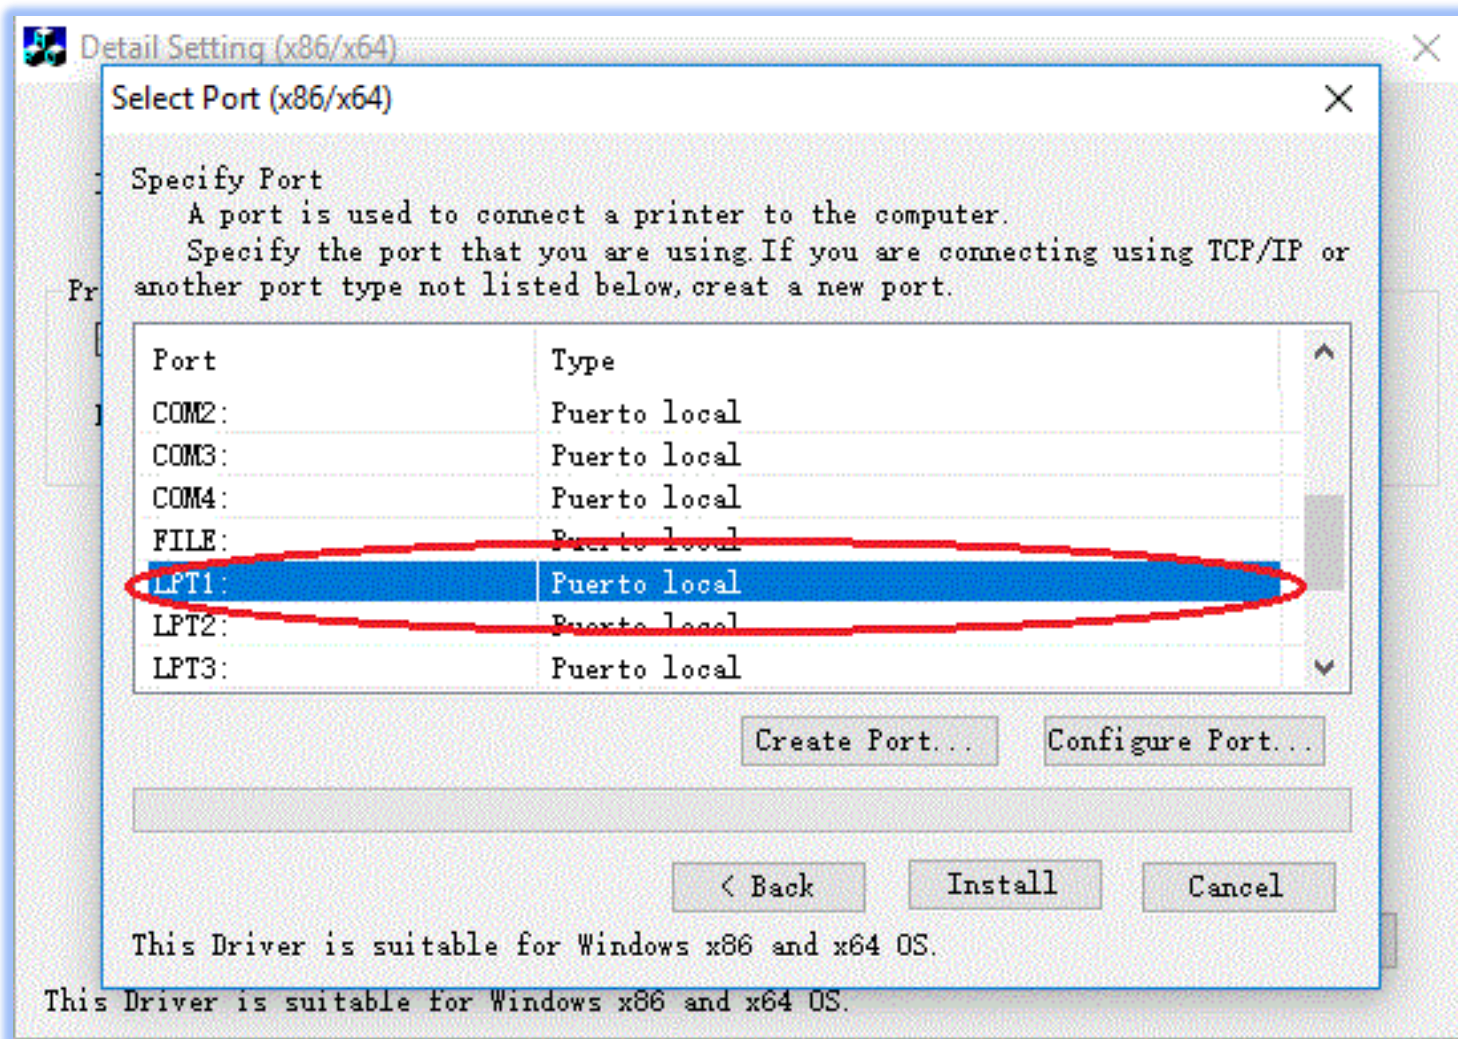 Detail Setting (x86/x64)
Select Port (x86/x64)
Specify Port
A port is used to connect a printer to the computer.
Specify the port that you are using.If you are connecting using TCP/IP or
another port type not listed below,creat a new port.
Pr
Port Type
COM2: Puerto local
COM3: Puerto local
COM4: Puerto local
FILE: Puerto local
LPT1: Puerto local
LPT2: Puerto local
LPT3: Puerto local
Create Port... Configure Port...
< Back Install Cancel
This Driver is suitable for Windows x86 and x64 OS.
This Driver is suitable for Windows x86 and x64 OS.